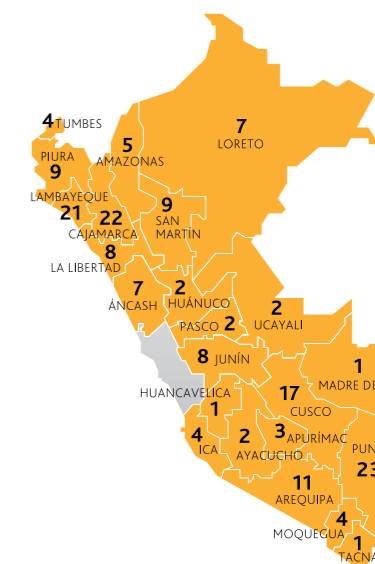 4 TUMBES
5
AMAZONAS
7
LORETO
PIURA
9
LAMBAYEQUE
21
22
CAJAMARCA
9
SAN
MARTÍN
8
LA LIBERTAD
7
ÁNCASH
2
HUÁNUCO
PASCO 2
2
UCAYALI
8 JUNÍN
1
MADRE DE
HUANCAVELICA
1
17
CUSCO
4
ICA
2
AYACUCHO
3 APURÍMAC
PUN
23
11
AREQUIPA
4
MOQUEGUA
1
TACNA